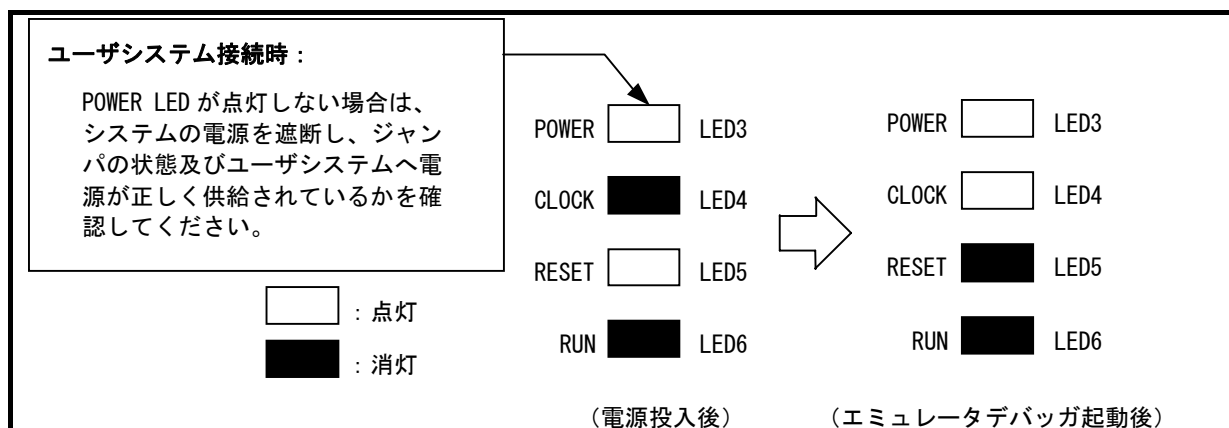 ユーザシステム接続時：
POWER LED が点灯しない場合は、
システムの電源を遮断し、ジャン
パの状態及びユーザシステムへ電
源が正しく供給されているかを確
認してください。
：点灯
：消灯
POWER LED3
CLOCK LED4
RESET LED5
RUN LED6
（電源投入後）
POWER LED3
CLOCK LED4
RESET LED5
RUN LED6
（エミュレータデバッガ起動後）